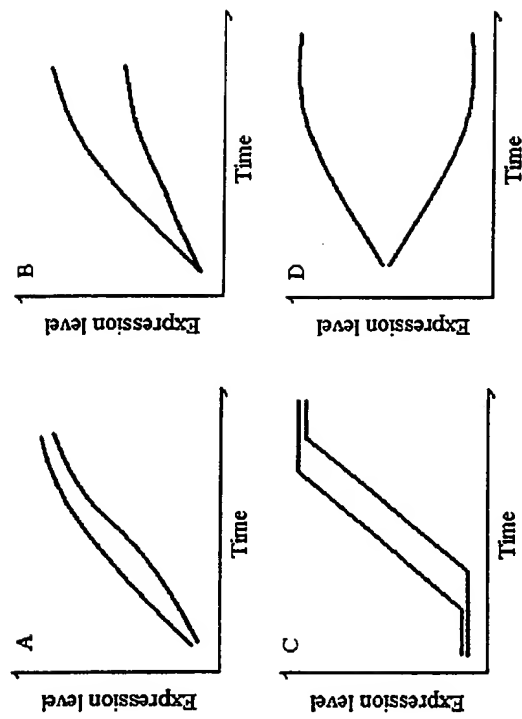 A
Expression level
Time
B
Expression level
Time
C
Expression level
Time
D
Expression level
Time